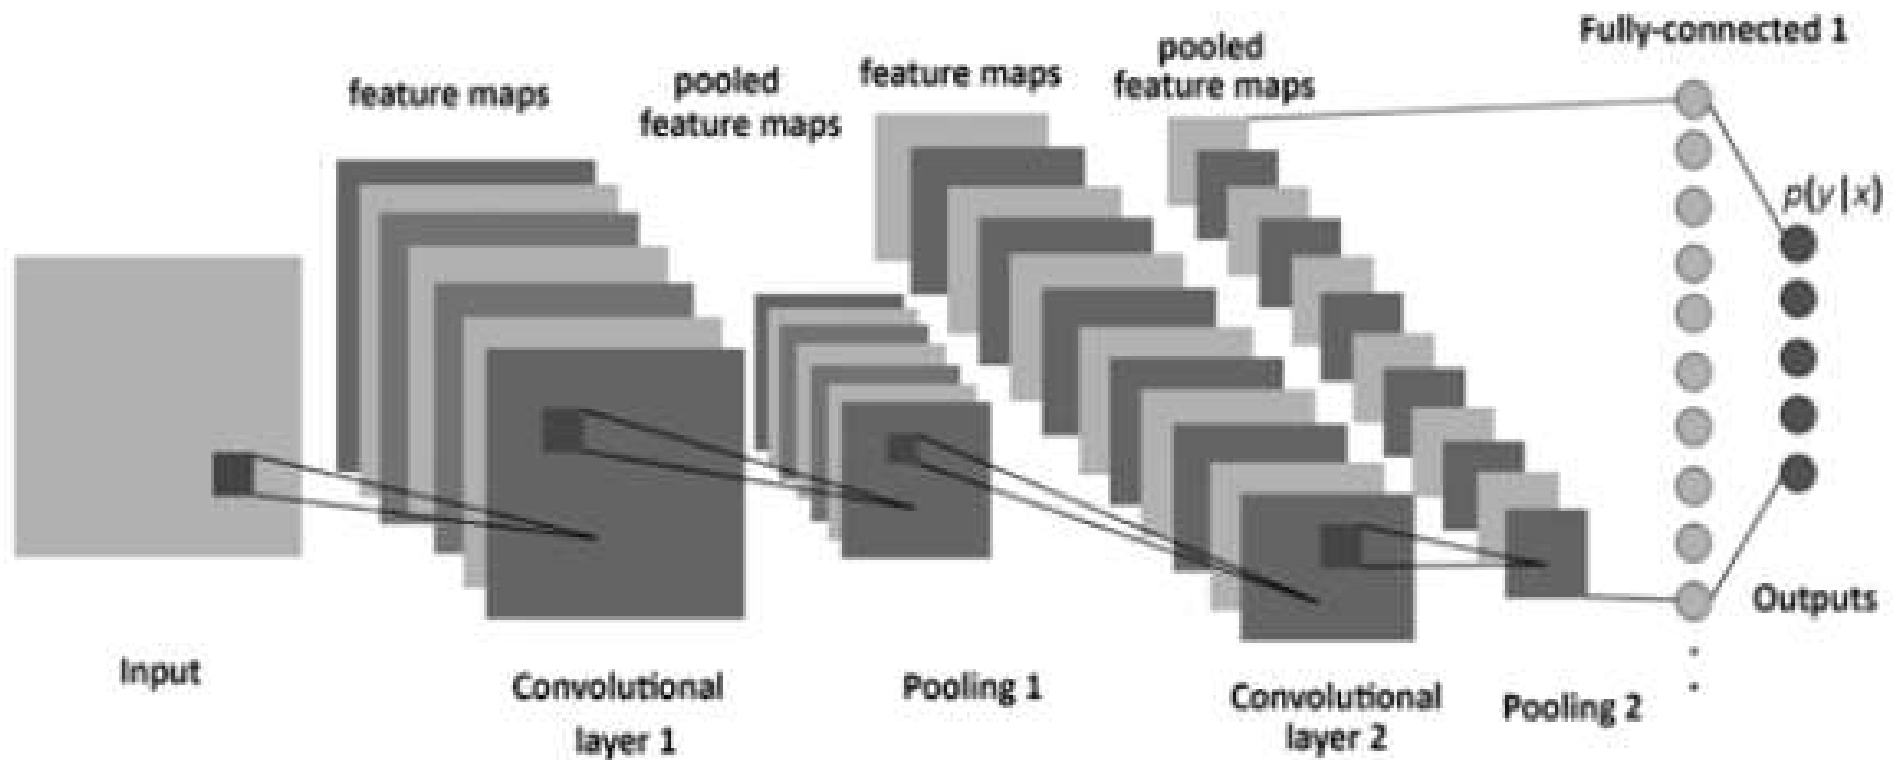 feature maps
pooled
feature maps
feature maps
pooled
feature maps
Fully-connected 1
p(y|x)
Outputs
Input
Convolutional
layer 1
Pooling 1
Convolutional
layer 2
Pooling 2